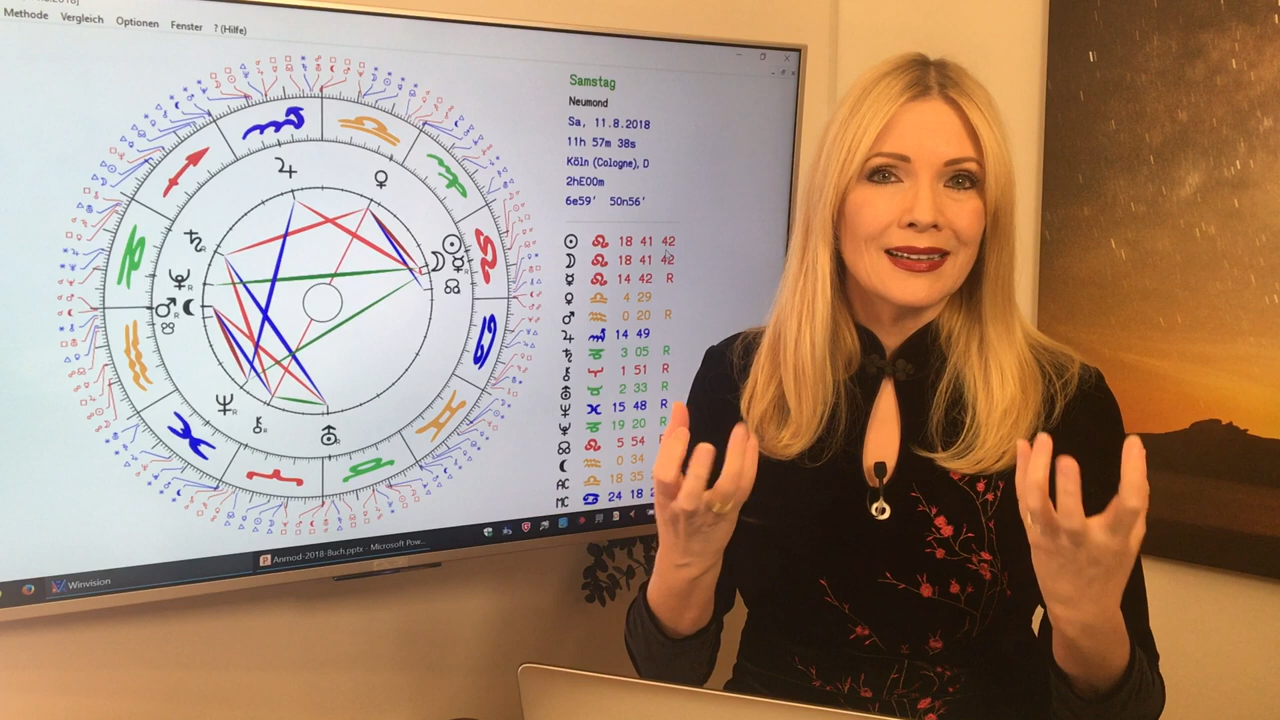 Methode Vergleich Optionen Fenster ? (Hilfe)
Samstag
Neumond
Sa, 11.8.2018
11h 57m 38s
Köln (Cologne), D
2hE00m
6e59' 50n56'
☉ ♌ 18 41 42
☽ ♌ 18 41 42
☿ ♌ 14 42 R
♀ ♎ 4 29
♂ ♒ 0 20 R
♃ ♏ 14 49
♄ ♑ 3 05 R
⚷ ♈ 1 51 R
⛢ ♉ 2 33 R
♆ ♓ 15 48 R
♇ ♑ 19 20 R
☊ ♌ 5 54
⚸ ♒ 0 34
AC ♎ 18 35
MC ♋ 24 18
Anmod-2018-Buch.pptx - Microsoft Pow...
Winvision